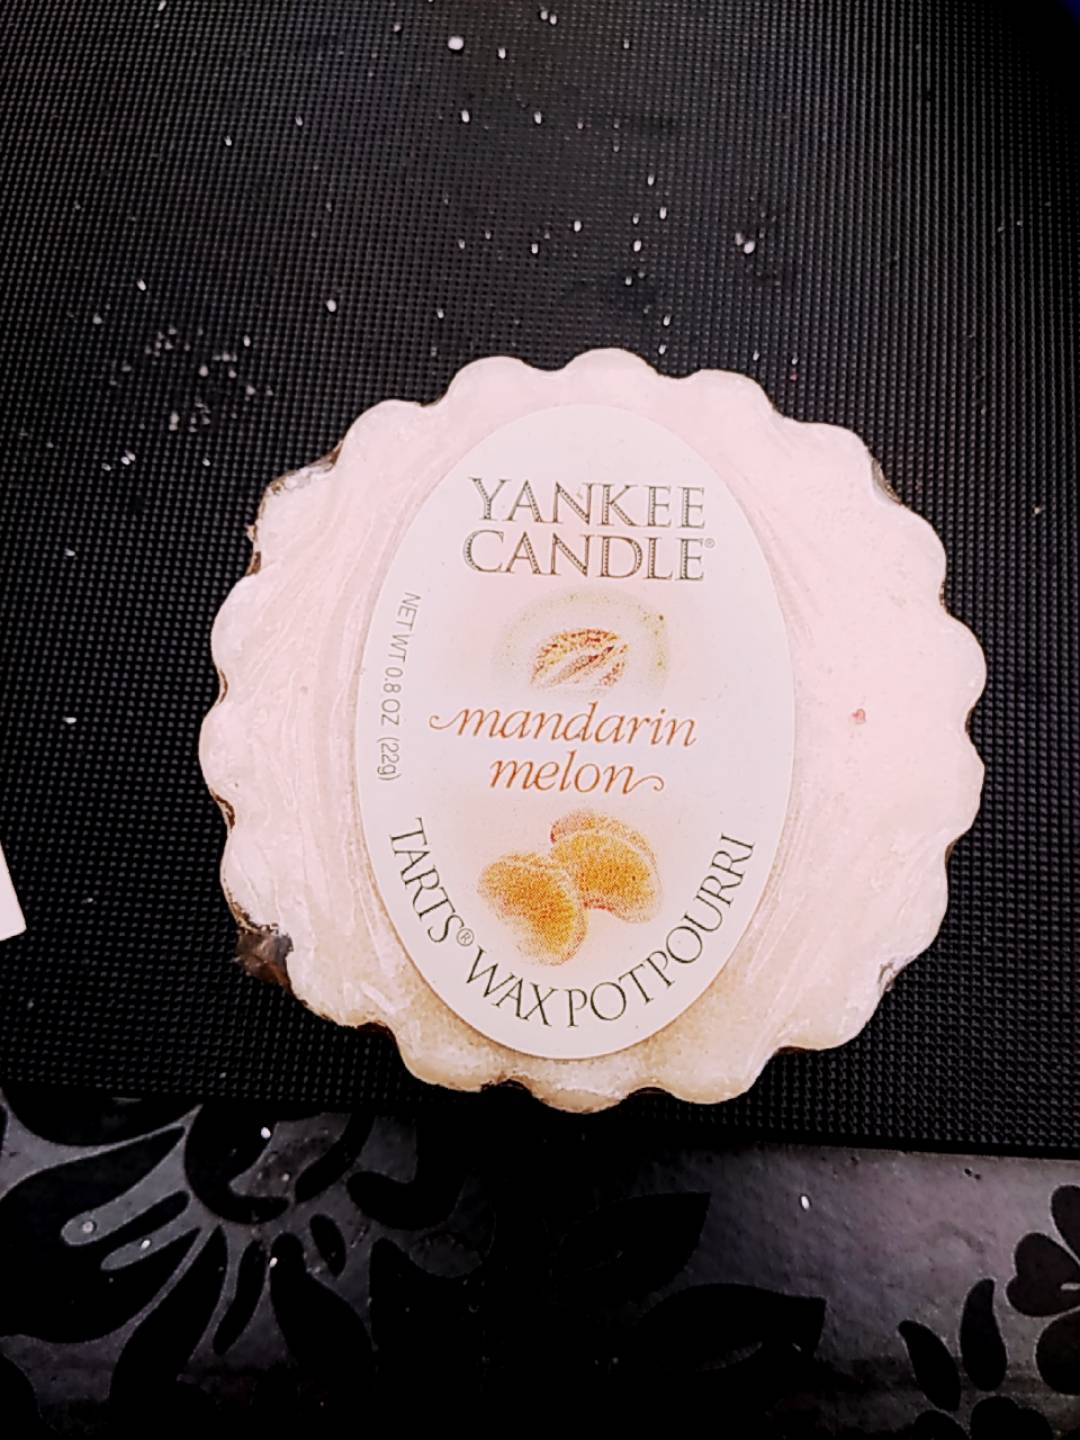 YANKEE
CANDLE®
NET WT 0.8 OZ (22g)
mandarin
melon
TARTS® WAX POTPOURRI